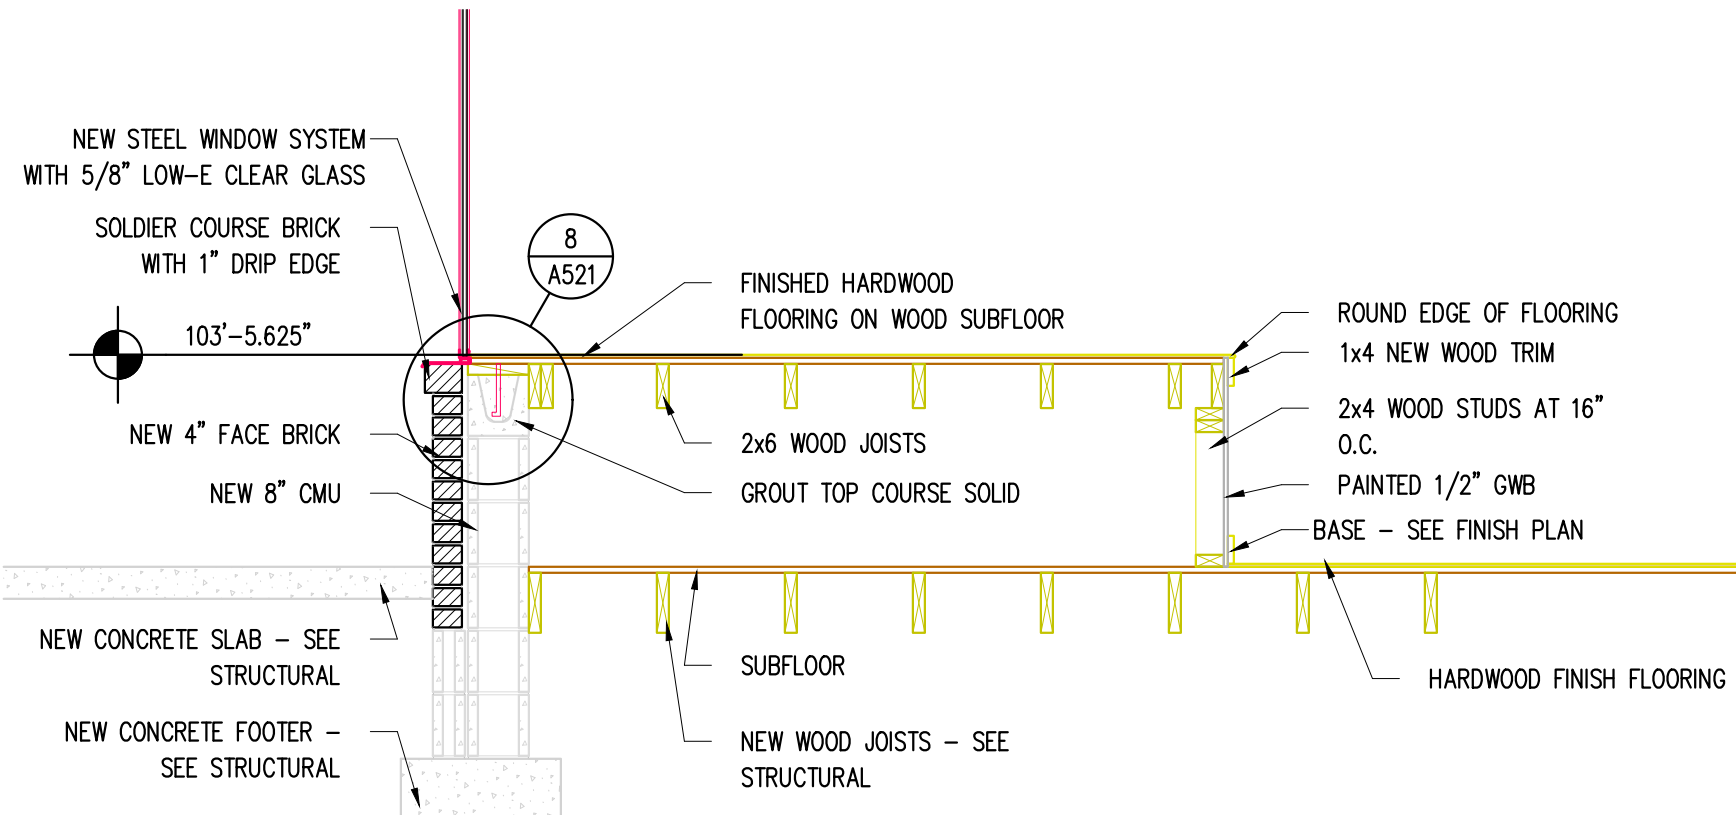 NEW STEEL WINDOW SYSTEM
WITH 5/8" LOW-E CLEAR GLASS
SOLDIER COURSE BRICK
WITH 1" DRIP EDGE
103'-5.625"
NEW 4" FACE BRICK
NEW 8" CMU
NEW CONCRETE SLAB - SEE
STRUCTURAL
NEW CONCRETE FOOTER -
SEE STRUCTURAL
8
A521
FINISHED HARDWOOD
FLOORING ON WOOD SUBFLOOR
2x6 WOOD JOISTS
GROUT TOP COURSE SOLID
SUBFLOOR
NEW WOOD JOISTS - SEE
STRUCTURAL
ROUND EDGE OF FLOORING
1x4 NEW WOOD TRIM
2x4 WOOD STUDS AT 16"
O.C.
PAINTED 1/2" GWB
BASE - SEE FINISH PLAN
HARDWOOD FINISH FLOORING